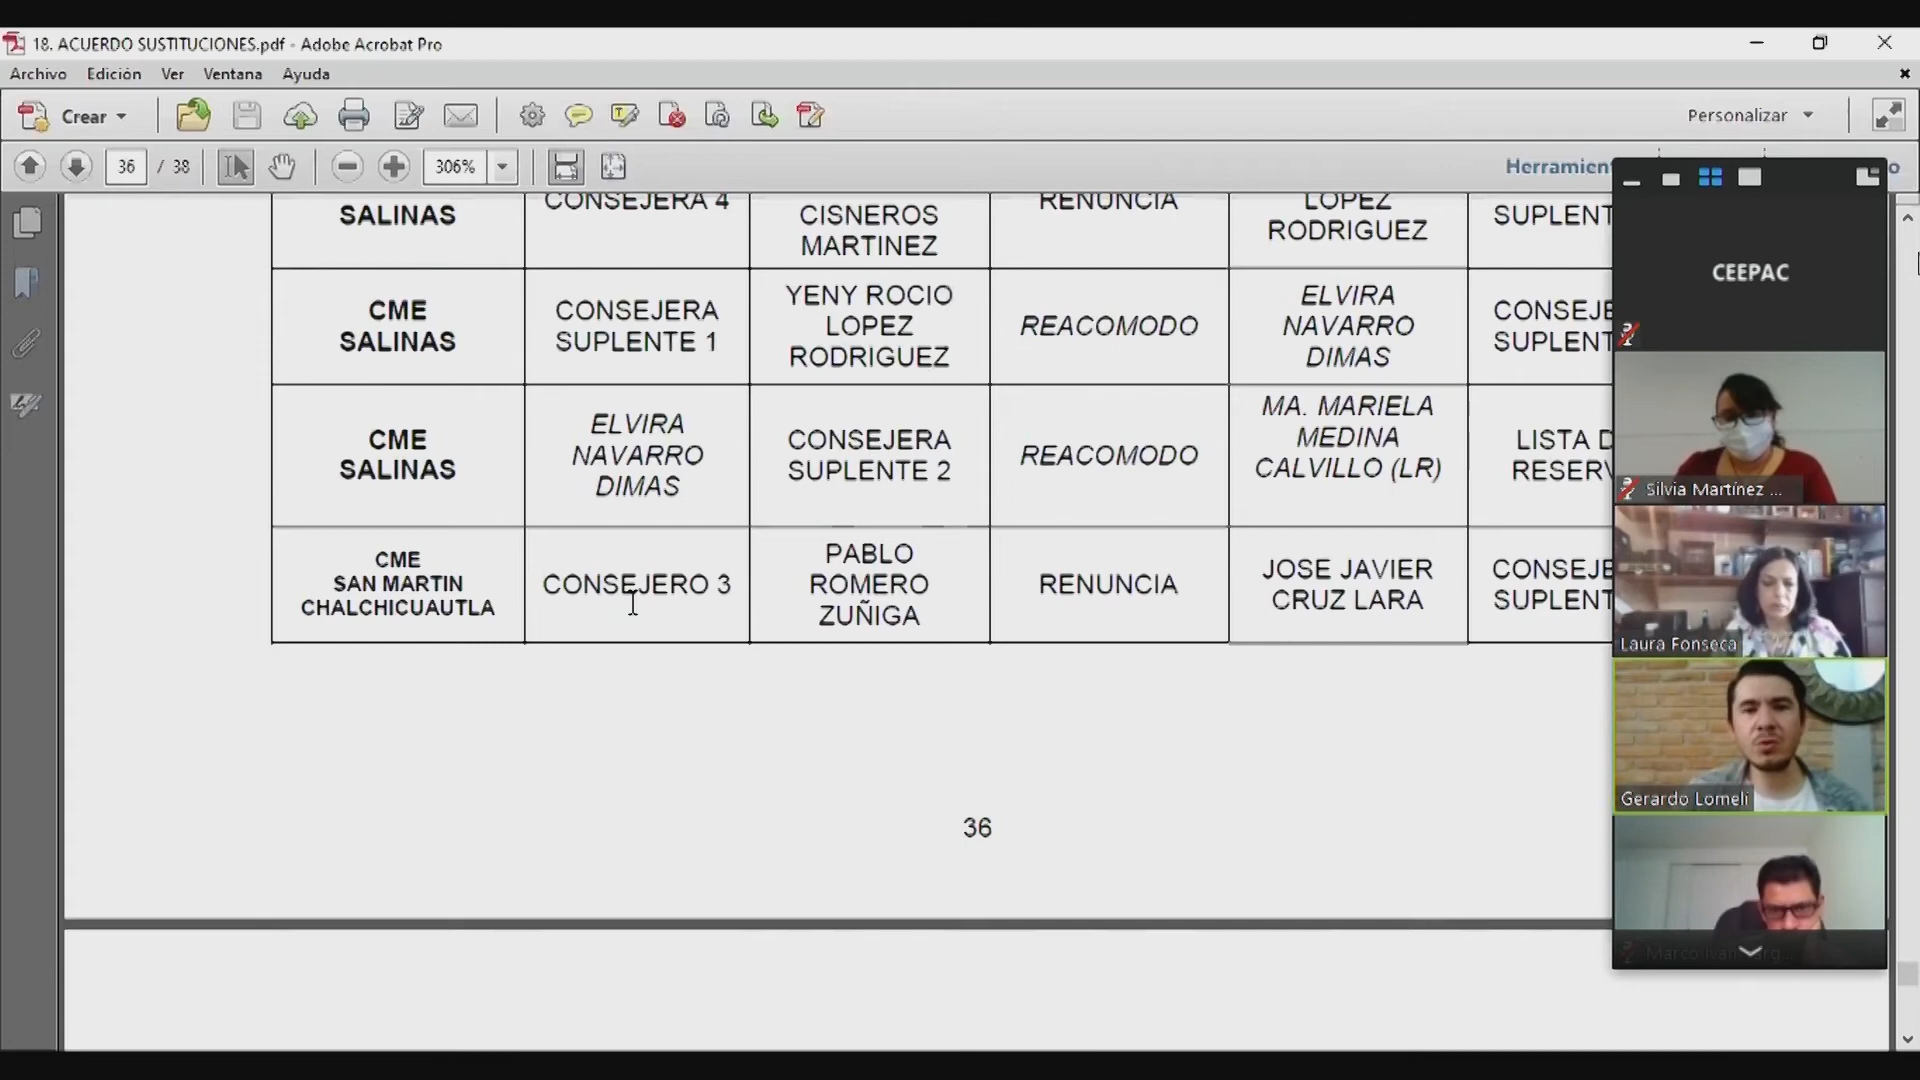 18. ACUERDO SUSTITUCIONES.pdf - Adobe Acrobat Pro
Archivo Edición Ver Ventana Ayuda
Crear
Personalizar
36 / 38
306%
Herramien
SALINAS
CONSEJERA 4
CISNEROS
MARTINEZ
RENUNCIA
LOPEZ
RODRIGUEZ
SUPLENT
CME
SALINAS
CONSEJERA
SUPLENTE 1
YENY ROCIO
LOPEZ
RODRIGUEZ
REACOMODO
ELVIRA
NAVARRO
DIMAS
CONSEJE
SUPLENT
CME
SALINAS
ELVIRA
NAVARRO
DIMAS
CONSEJERA
SUPLENTE 2
REACOMODO
MA. MARIELA
MEDINA
CALVILLO (LR)
LISTA D
RESERV
CME
SAN MARTIN
CHALCHICUAUTLA
CONSEJERO 3
PABLO
ROMERO
ZUÑIGA
RENUNCIA
JOSE JAVIER
CRUZ LARA
CONSEJE
SUPLENT
36
CEEPAC
Silvia Martínez ...
Laura Fonseca
Gerardo Lomelí